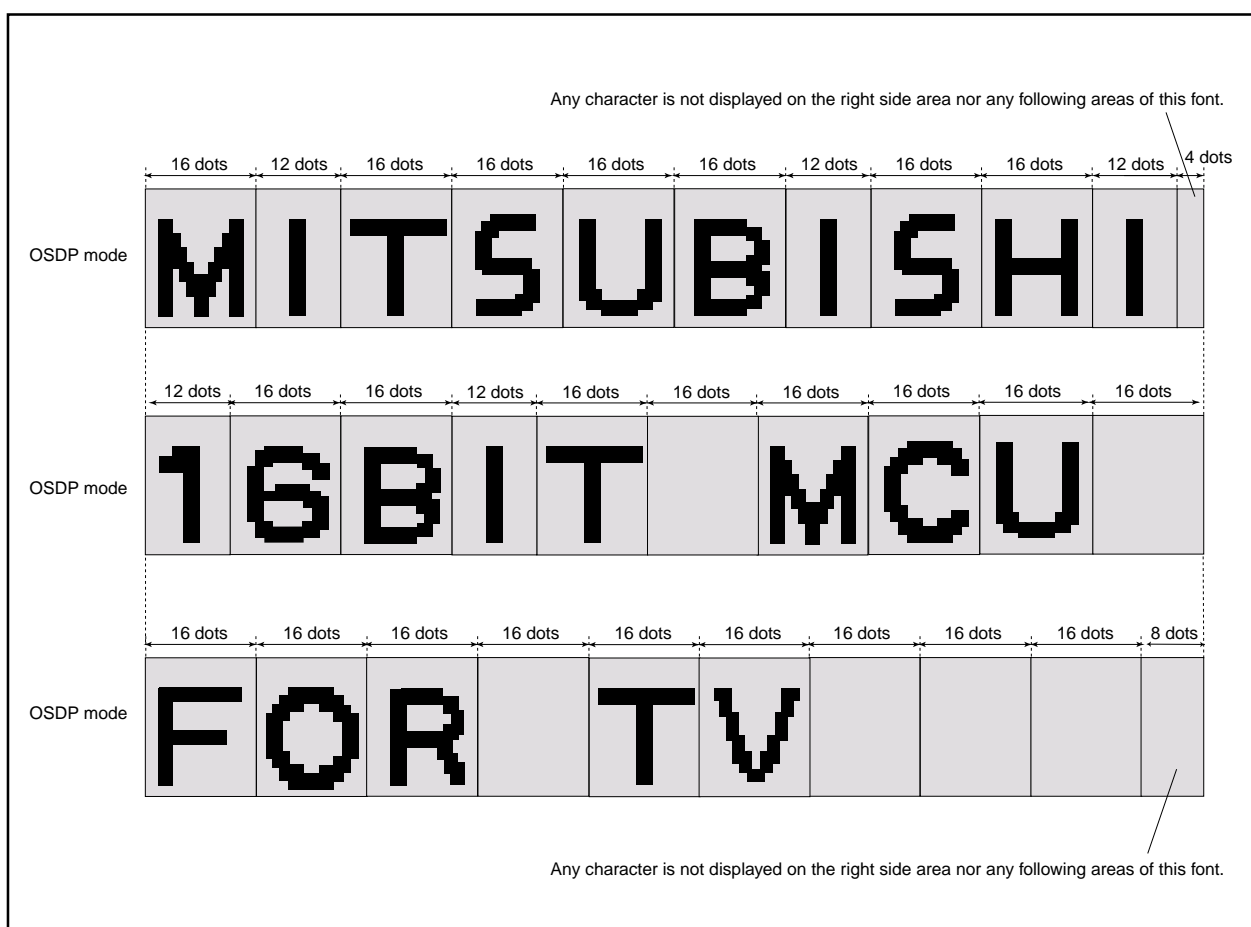 Any character is not displayed on the right side area nor any following areas of this font.
16 dots 12 dots 16 dots 16 dots 16 dots 16 dots 12 dots 16 dots 16 dots 12 dots 4 dots
OSDP mode MITSUBISHI
12 dots 16 dots 16 dots 12 dots 16 dots 16 dots 16 dots 16 dots 16 dots 16 dots
OSDP mode 16BIT MCU
16 dots 16 dots 16 dots 16 dots 16 dots 16 dots 16 dots 16 dots 16 dots 8 dots
OSDP mode FOR TV
Any character is not displayed on the right side area nor any following areas of this font.